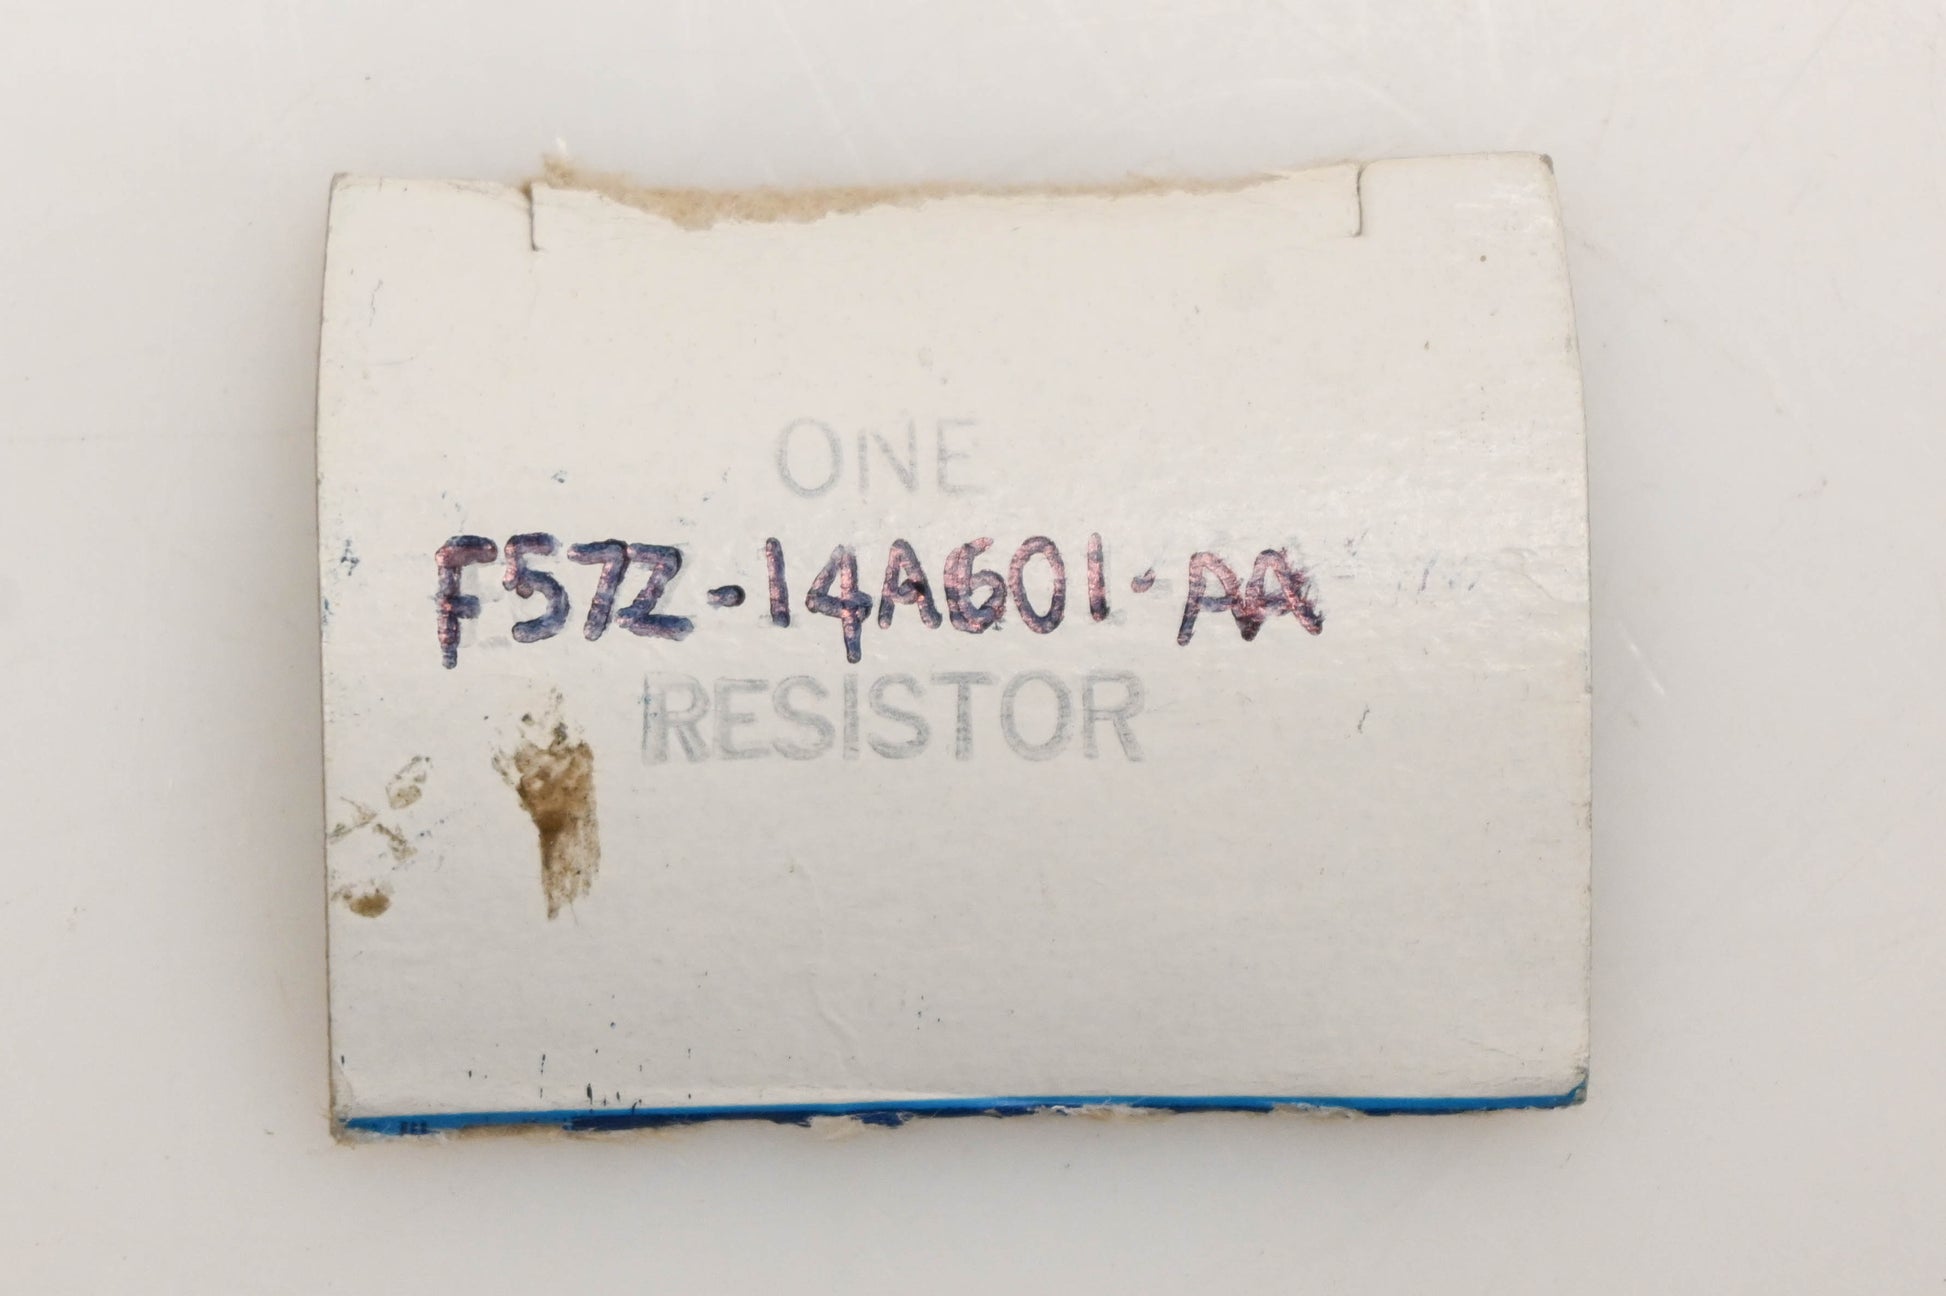 ONE
F57Z-14A601-AA
RESISTOR